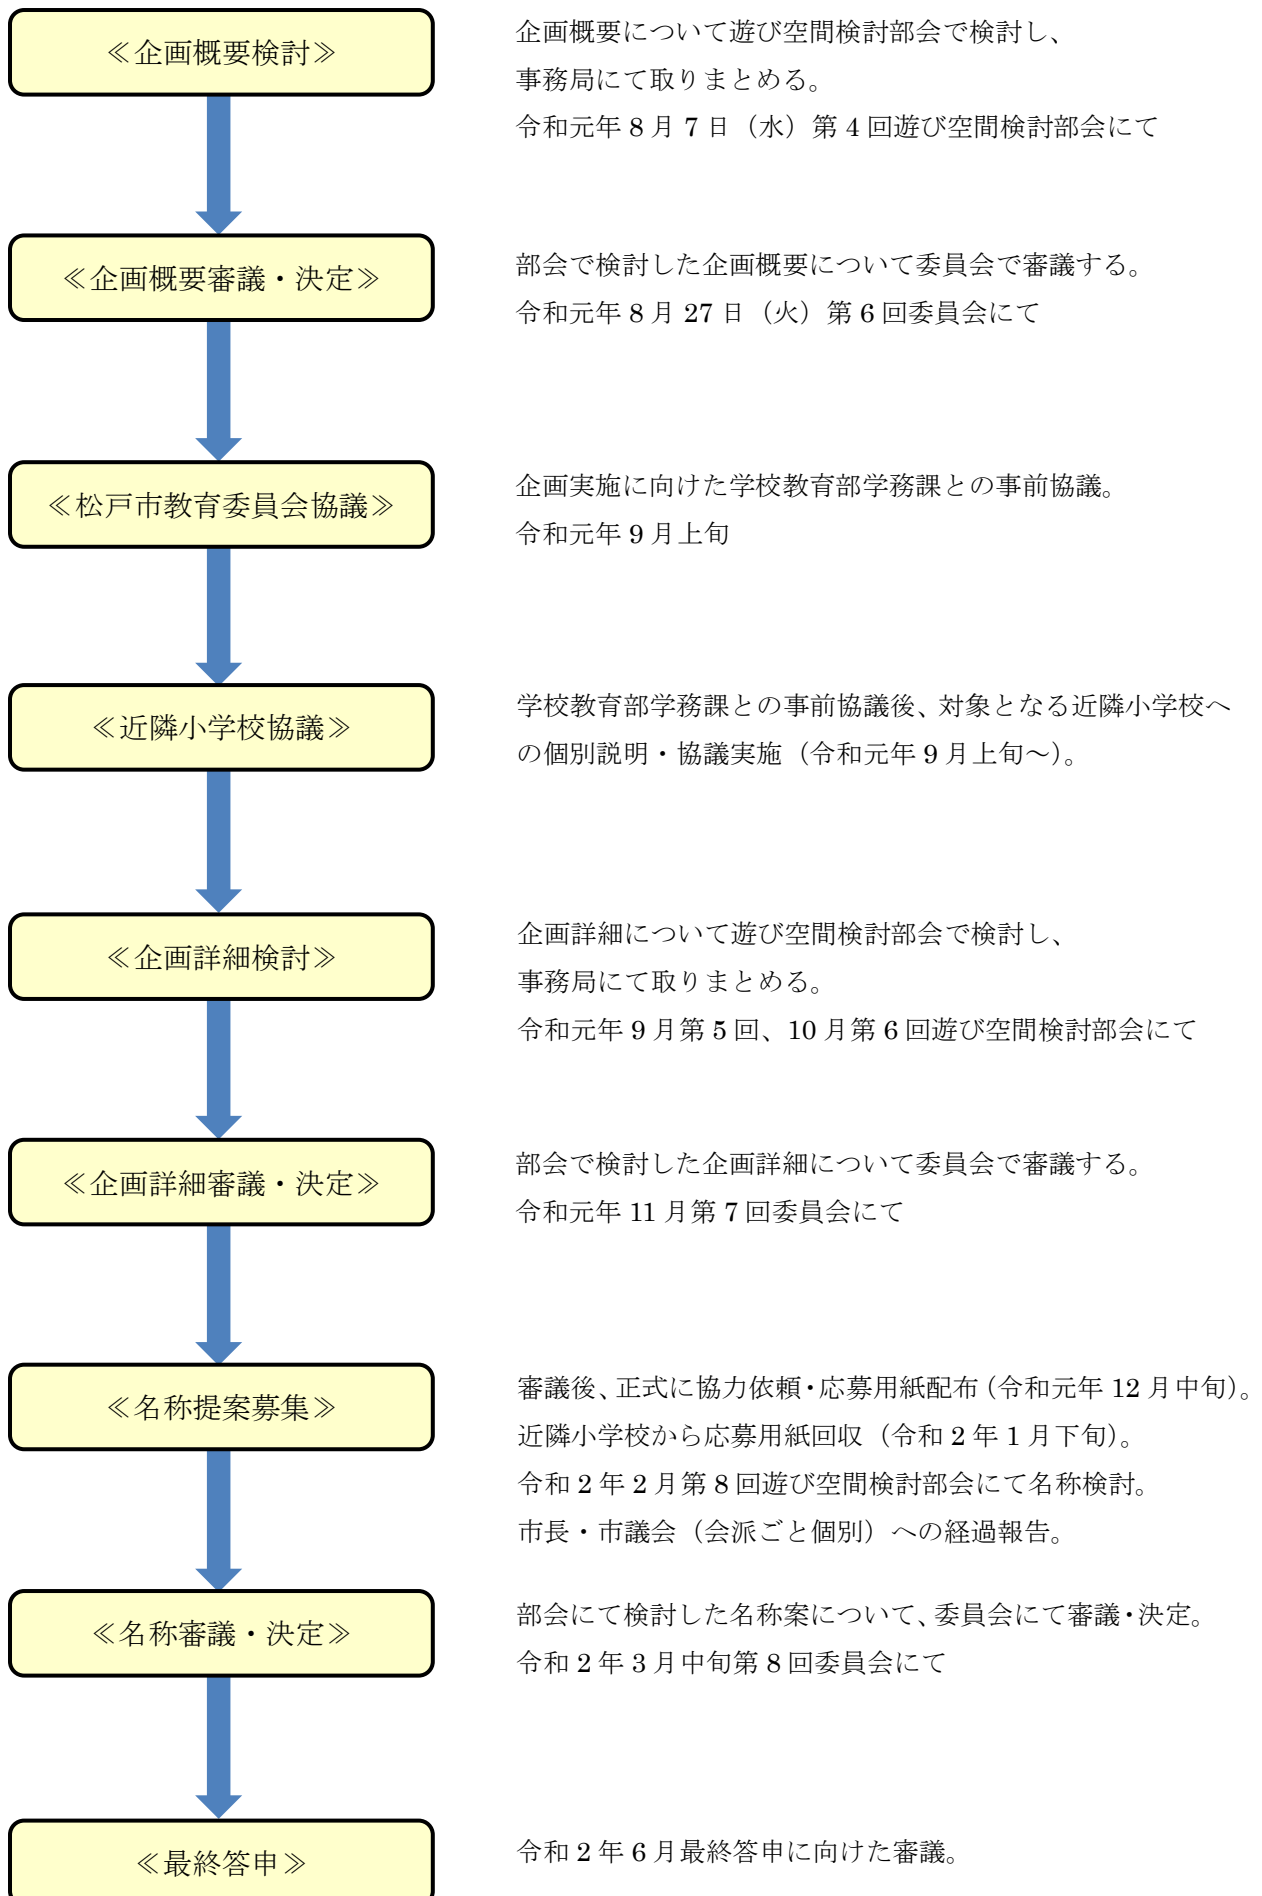 ≪企画概要検討≫
企画概要について遊び空間検討部会で検討し、
事務局にて取りまとめる。
令和元年 8 月 7 日（水）第 4 回遊び空間検討部会にて
≪企画概要審議・決定≫
部会で検討した企画概要について委員会で審議する。
令和元年 8 月 27 日（火）第 6 回委員会にて
≪松戸市教育委員会協議≫
企画実施に向けた学校教育部学務課との事前協議。
令和元年 9 月上旬
≪近隣小学校協議≫
学校教育部学務課との事前協議後、対象となる近隣小学校へ
の個別説明・協議実施（令和元年 9 月上旬～）。
≪企画詳細検討≫
企画詳細について遊び空間検討部会で検討し、
事務局にて取りまとめる。
令和元年 9 月第 5 回、10 月第 6 回遊び空間検討部会にて
≪企画詳細審議・決定≫
部会で検討した企画詳細について委員会で審議する。
令和元年 11 月第 7 回委員会にて
≪名称提案募集≫
審議後、正式に協力依頼・応募用紙配布（令和元年 12 月中旬）。
近隣小学校から応募用紙回収（令和 2 年 1 月下旬）。
令和 2 年 2 月第 8 回遊び空間検討部会にて名称検討。
市長・市議会（会派ごと個別）への経過報告。
≪名称審議・決定≫
部会にて検討した名称案について、委員会にて審議・決定。
令和 2 年 3 月中旬第 8 回委員会にて
≪最終答申≫
令和 2 年 6 月最終答申に向けた審議。